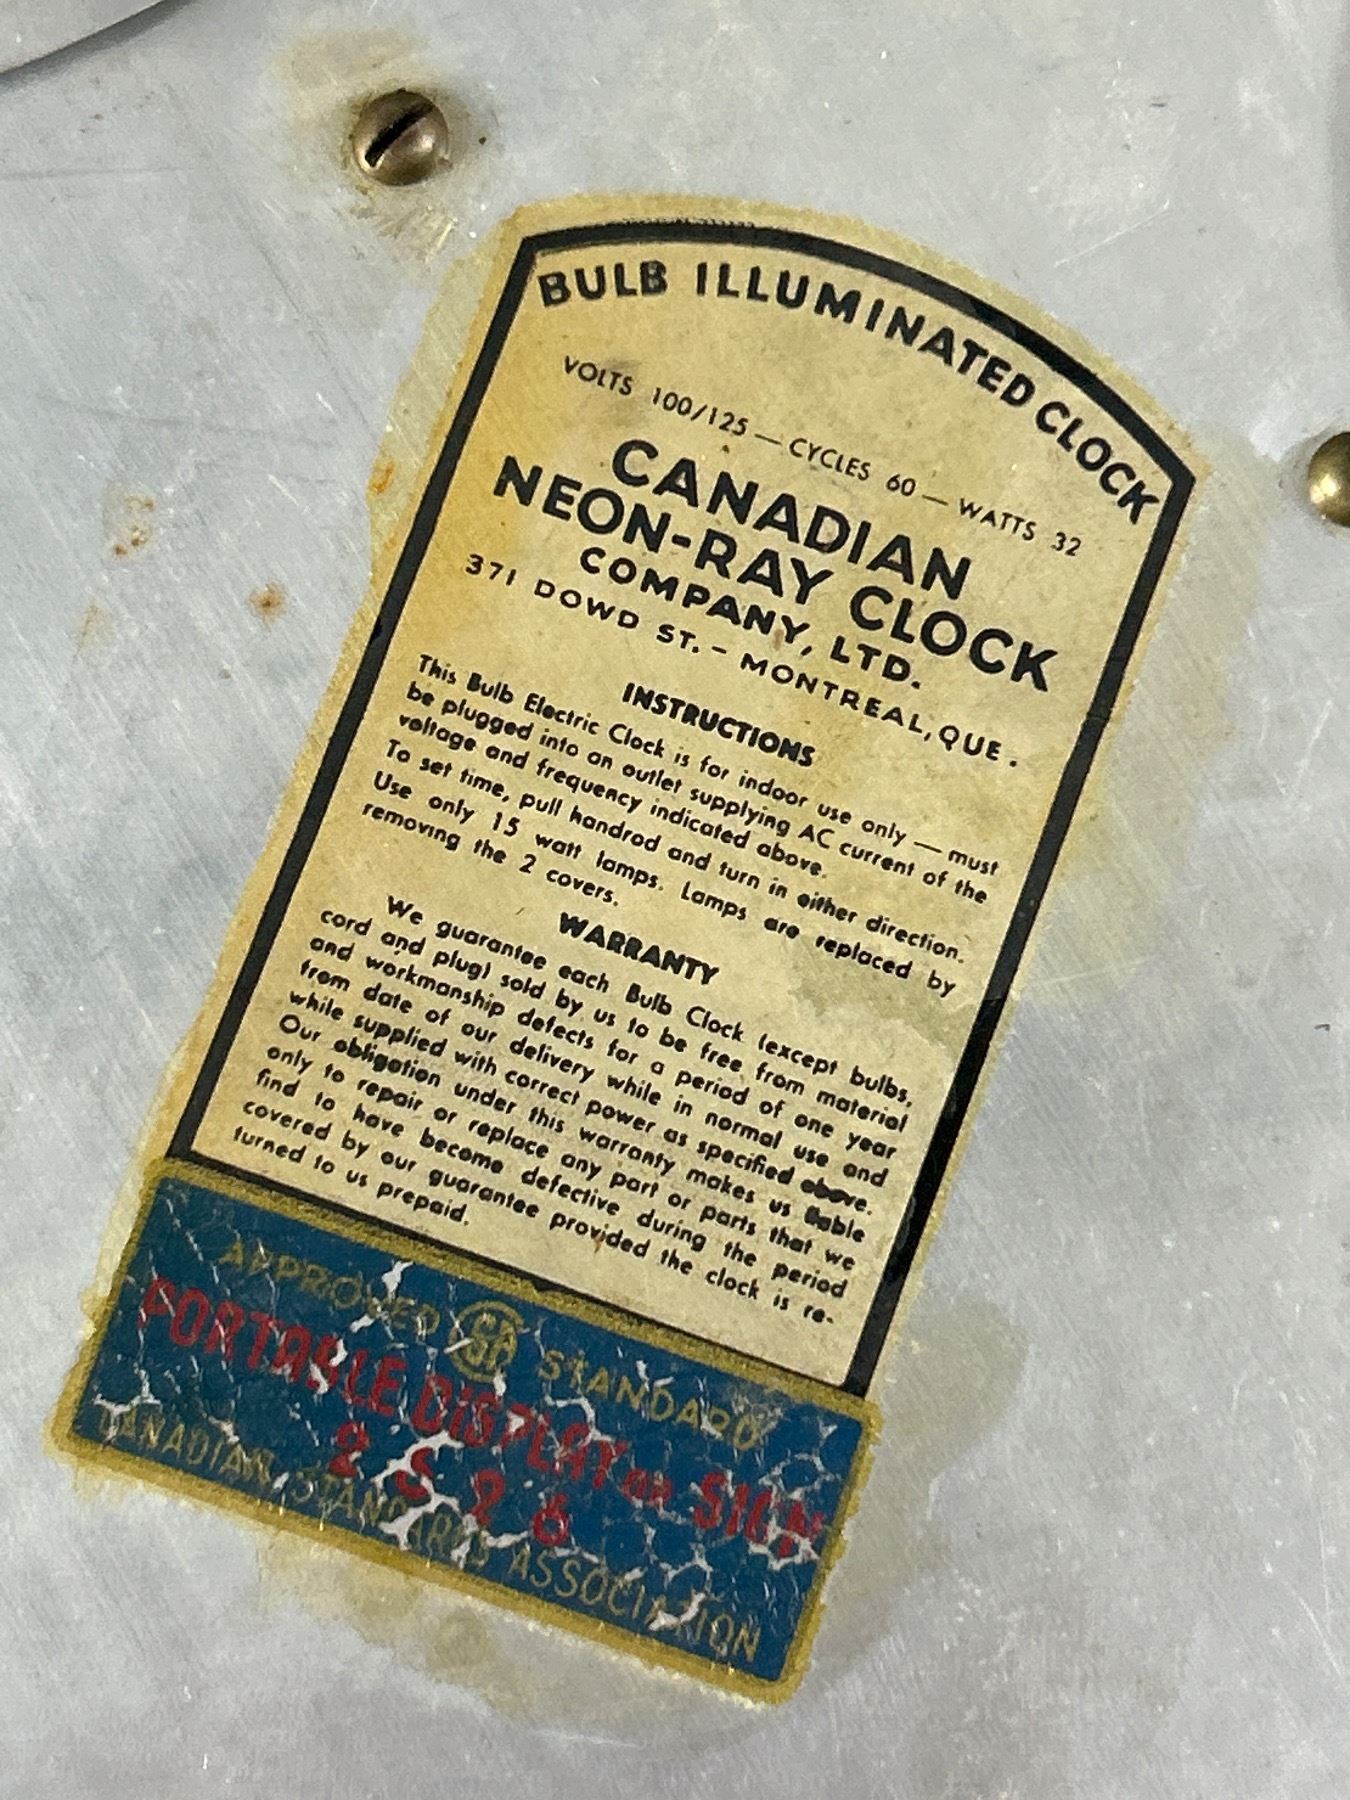 BULB ILLUMINATED CLOCK
VOLTS 100/125 — CYCLES 60 — WATTS 32
CANADIAN
NEON-RAY CLOCK
COMPANY, LTD.
371 DOWD ST. - MONTREAL, QUE.
INSTRUCTIONS
This Bulb Electric Clock is for indoor use only — must
be plugged into an outlet supplying AC current of the
voltage and frequency indicated above.
To set time, pull handrod and turn in either direction.
Use only 15 watt lamps. Lamps are replaced by
removing the 2 covers.
WARRANTY
We guarantee each Bulb Clock (except bulbs,
cord and plug) sold by us to be free from material
and workmanship defects for a period of one year
from date of our delivery while in normal use and
while supplied with correct power as specified above.
Our obligation under this warranty makes us liable
only to repair or replace any part or parts that we
find to have become defective during the period
covered by our guarantee provided the clock is re-
turned to us prepaid.
APPROVED CSA STANDARD
PORTABLE DISPLAY OR SIGN
2526
CANADIAN STANDARDS ASSOCIATION